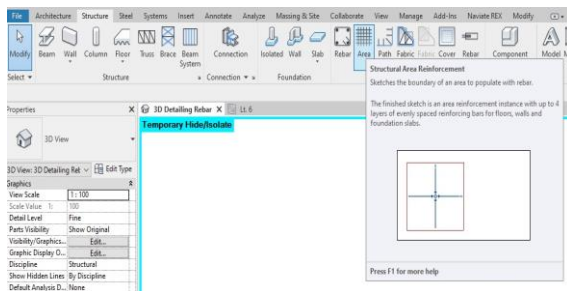 File Architecture Structure Steel Systems Insert Annotate Analyze Massing & Site Collaborate View Manage Add-Ins Naviate REX Modify
Modify Beam Wall Column Floor Truss Brace Beam System Connection Isolated Wall Slab Rebar Area Path Fabric Fabric Cover Rebar Component Model
Select Structure Connection Foundation
Structural Area Reinforcement
Sketches the boundary of an area to populate with rebar.
The finished sketch is an area reinforcement instance with up to 4
layers of evenly spaced reinforcing bars for floors, walls and
foundation slabs.
Press F1 for more help
Properties
3D Detailing Rebar
Lt. 6
Temporary Hide/Isolate
3D View
3D View: 3D Detailing Ret Edit Type
Graphics
View Scale 1 : 100
Scale Value 1: 100
Detail Level Fine
Parts Visibility Show Original
Visibility/Graphics... Edit...
Graphic Display O... Edit...
Discipline Structural
Show Hidden Lines By Discipline
Default Analysis D... None